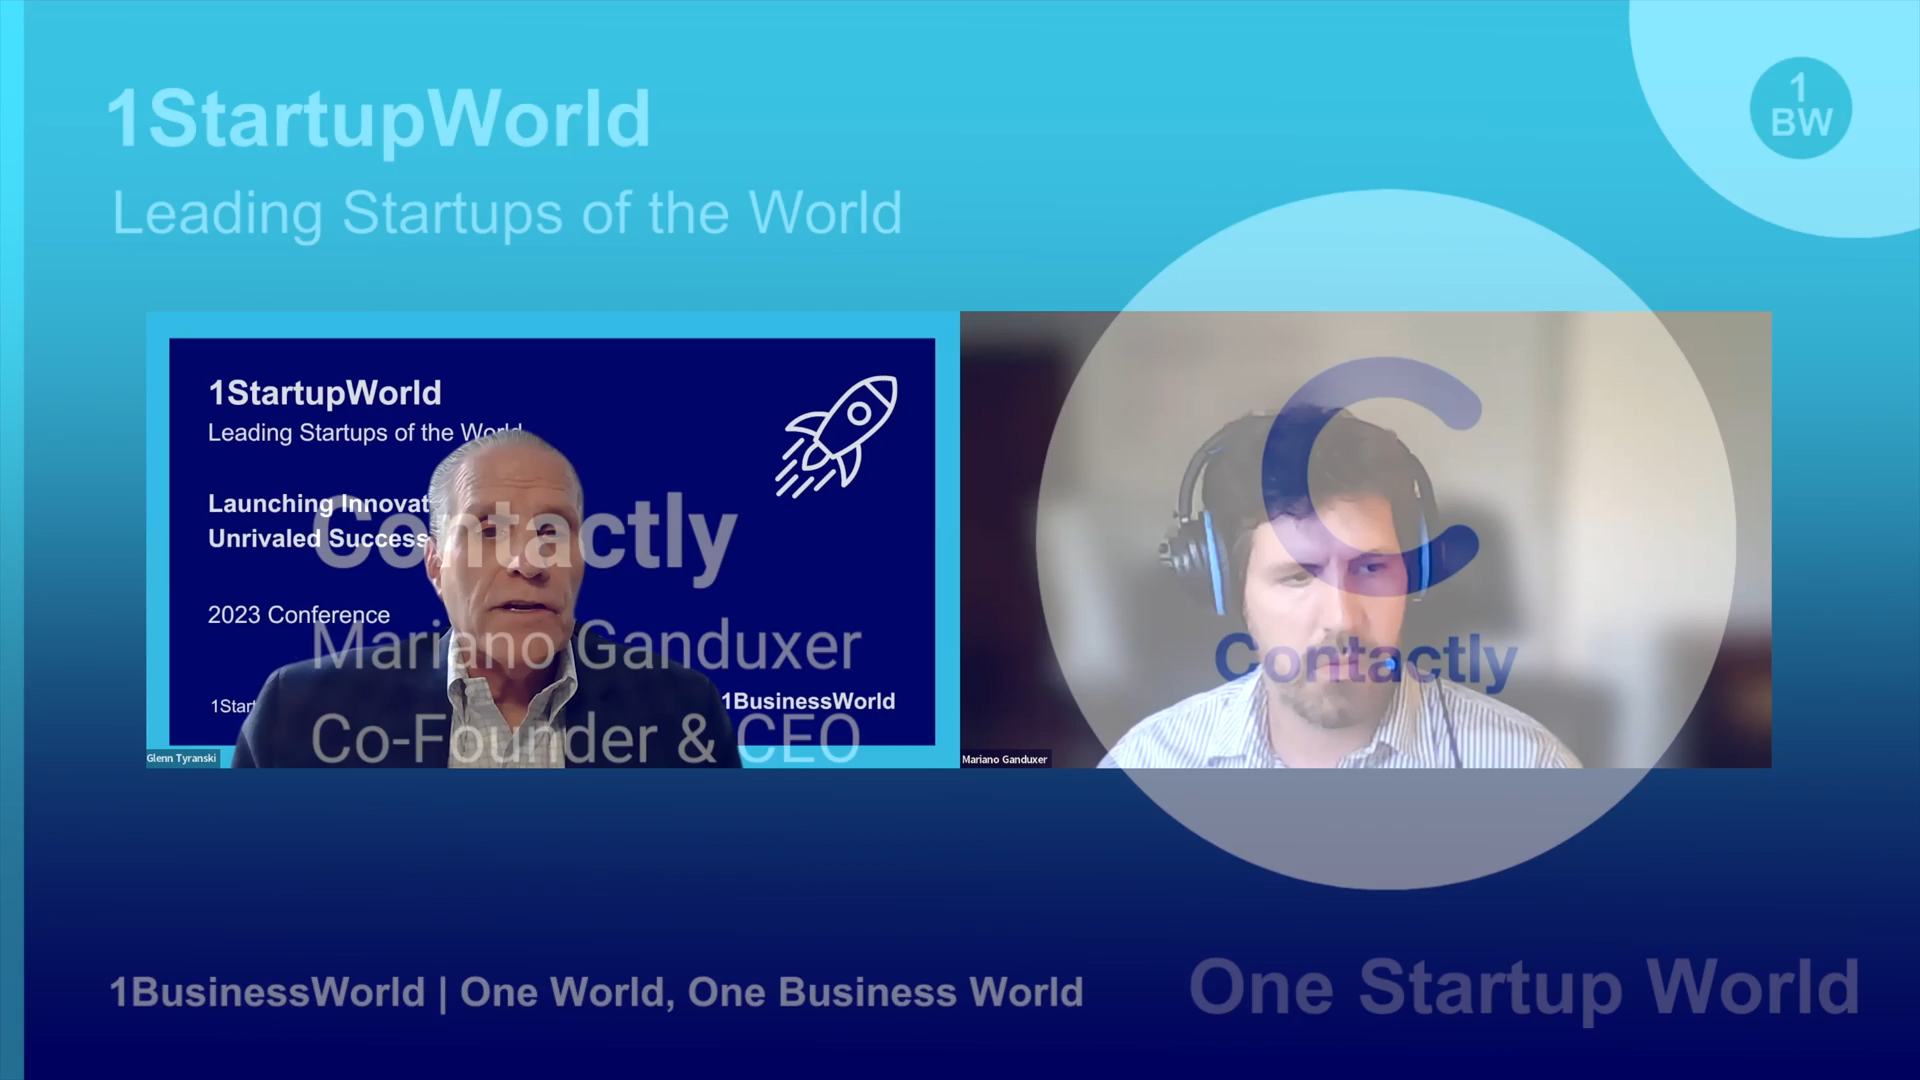 1StartupWorld
Leading Startups of the World
1
BW
1StartupWorld
Leading Startups of the World
Launching Innovat
Unrivaled Success
2023 Conference
1Start
1BusinessWorld
Glenn Tyranski
Contactly
Mariano Ganduxer
Co-Founder & CEO
Contactly
Mariano Ganduxer
1BusinessWorld | One World, One Business World
One Startup World